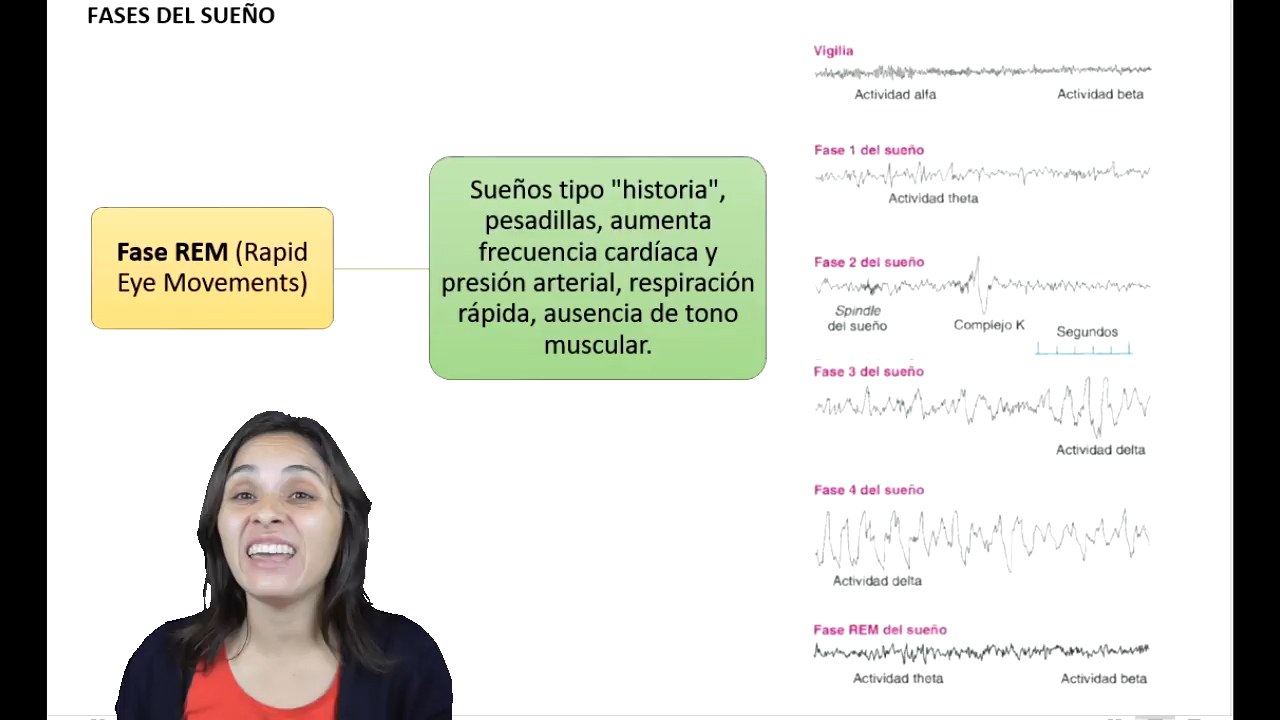 FASES DEL SUEÑO
Fase REM (Rapid
Eye Movements)
Sueños tipo "historia",
pesadillas, aumenta
frecuencia cardíaca y
presión arterial, respiración
rápida, ausencia de tono
muscular.
Vigilia
Actividad alfa
Actividad beta
Fase 1 del sueño
Actividad theta
Fase 2 del sueño
Spindle
del sueño
Complejo K
Segundos
Fase 3 del sueño
Actividad delta
Fase 4 del sueño
Actividad delta
Fase REM del sueño
Actividad theta
Actividad beta